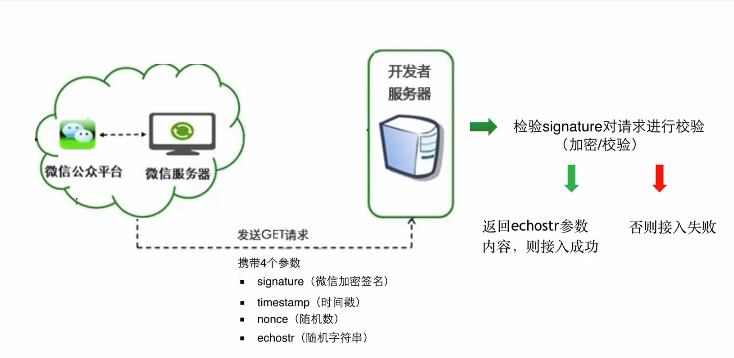 开发者
服务器
微信公众平台
微信服务器
检验signature对请求进行校验
（加密/校验）
返回echostr参数
内容，则接入成功
否则接入失败
发送GET请求
携带4个参数
▪ signature（微信加密签名）
▪ timestamp（时间戳）
▪ nonce（随机数）
▪ echostr（随机字符串）